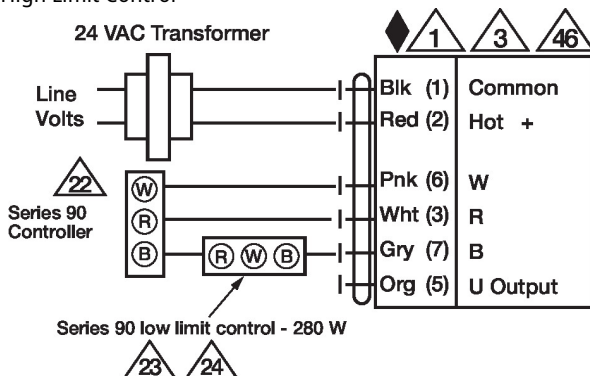 High Limit Control
24 VAC Transformer
Line
Volts
1 3 46
Blk (1) Common
Red (2) Hot +
Pnk (6) W
Wht (3) R
Gry (7) B
Org (5) U Output
22
Series 90
Controller
W
R
B
R W B
Series 90 low limit control - 280 W
23 24